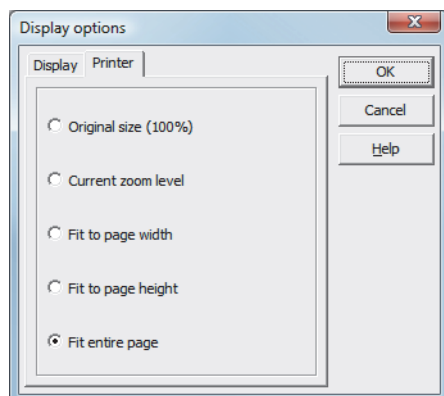 Display options
Display
Printer
OK
Cancel
Help
Original size (100%)
Current zoom level
Fit to page width
Fit to page height
Fit entire page